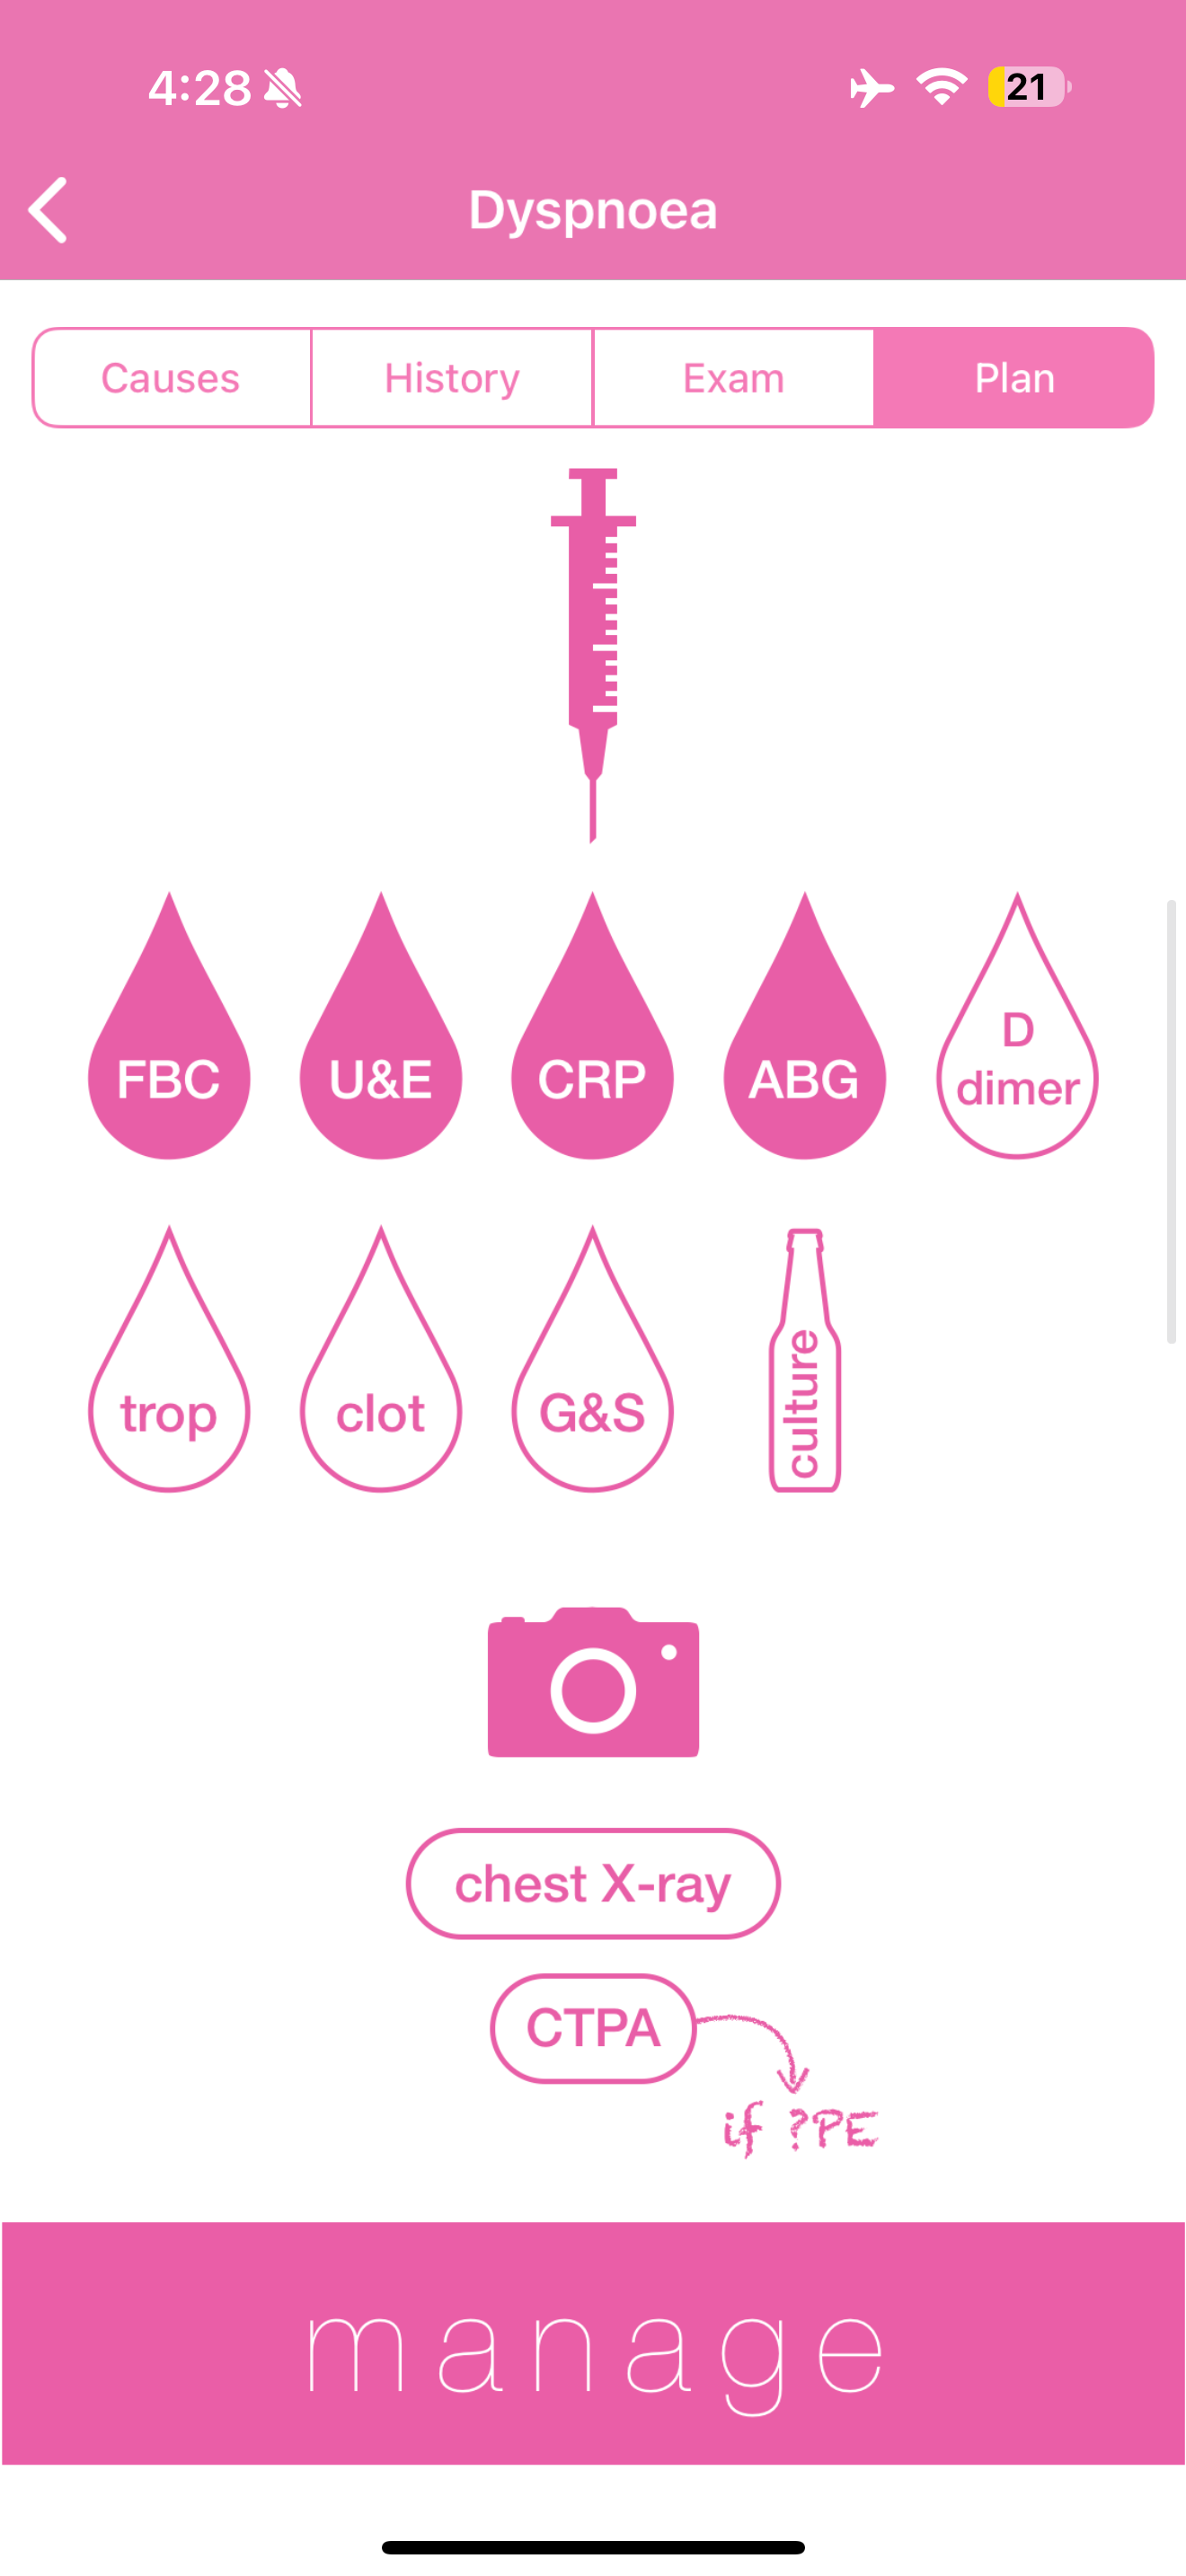 4:28
21
Dyspnoea
Causes History Exam Plan
FBC U&E CRP ABG D dimer
trop clot G&S culture
chest X-ray
CTPA
if ?PE
manage